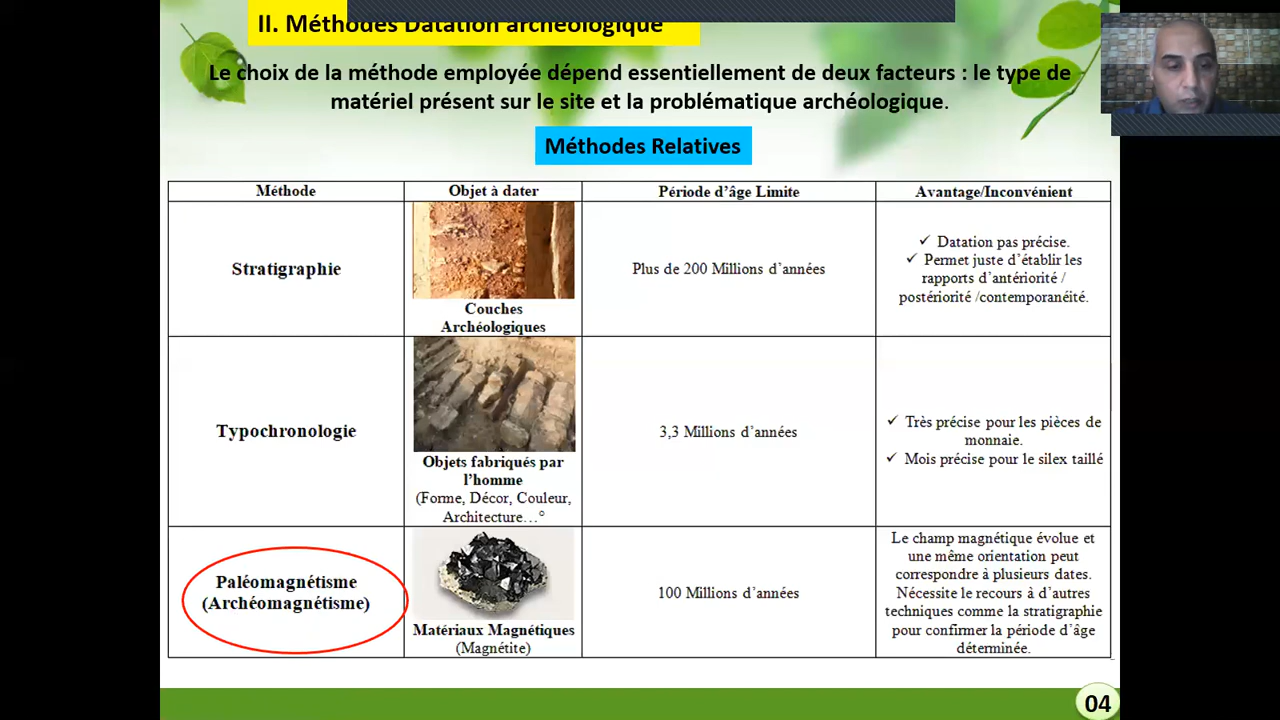 II. Méthodes Datation archéologique
Le choix de la méthode employée dépend essentiellement de deux facteurs : le type de
matériel présent sur le site et la problématique archéologique.
Méthodes Relatives
Méthode
Objet à dater
Période d’âge Limite
Avantage/Inconvénient
Stratigraphie
Couches
Archéologiques
Plus de 200 Millions d’années
✓ Datation pas précise.
✓ Permet juste d’établir les
rapports d’antériorité /
postériorité /contemporanéité.
Typochronologie
Objets fabriqués par
l’homme
(Forme, Décor, Couleur,
Architecture…°
3,3 Millions d’années
✓ Très précise pour les pièces de
monnaie.
✓ Mois précise pour le silex taillé
Paléomagnétisme
(Archéomagnétisme)
Matériaux Magnétiques
(Magnétite)
100 Millions d’années
Le champ magnétique évolue et
une même orientation peut
correspondre à plusieurs dates.
Nécessite le recours à d’autres
techniques comme la stratigraphie
pour confirmer la période d’âge
déterminée.
04